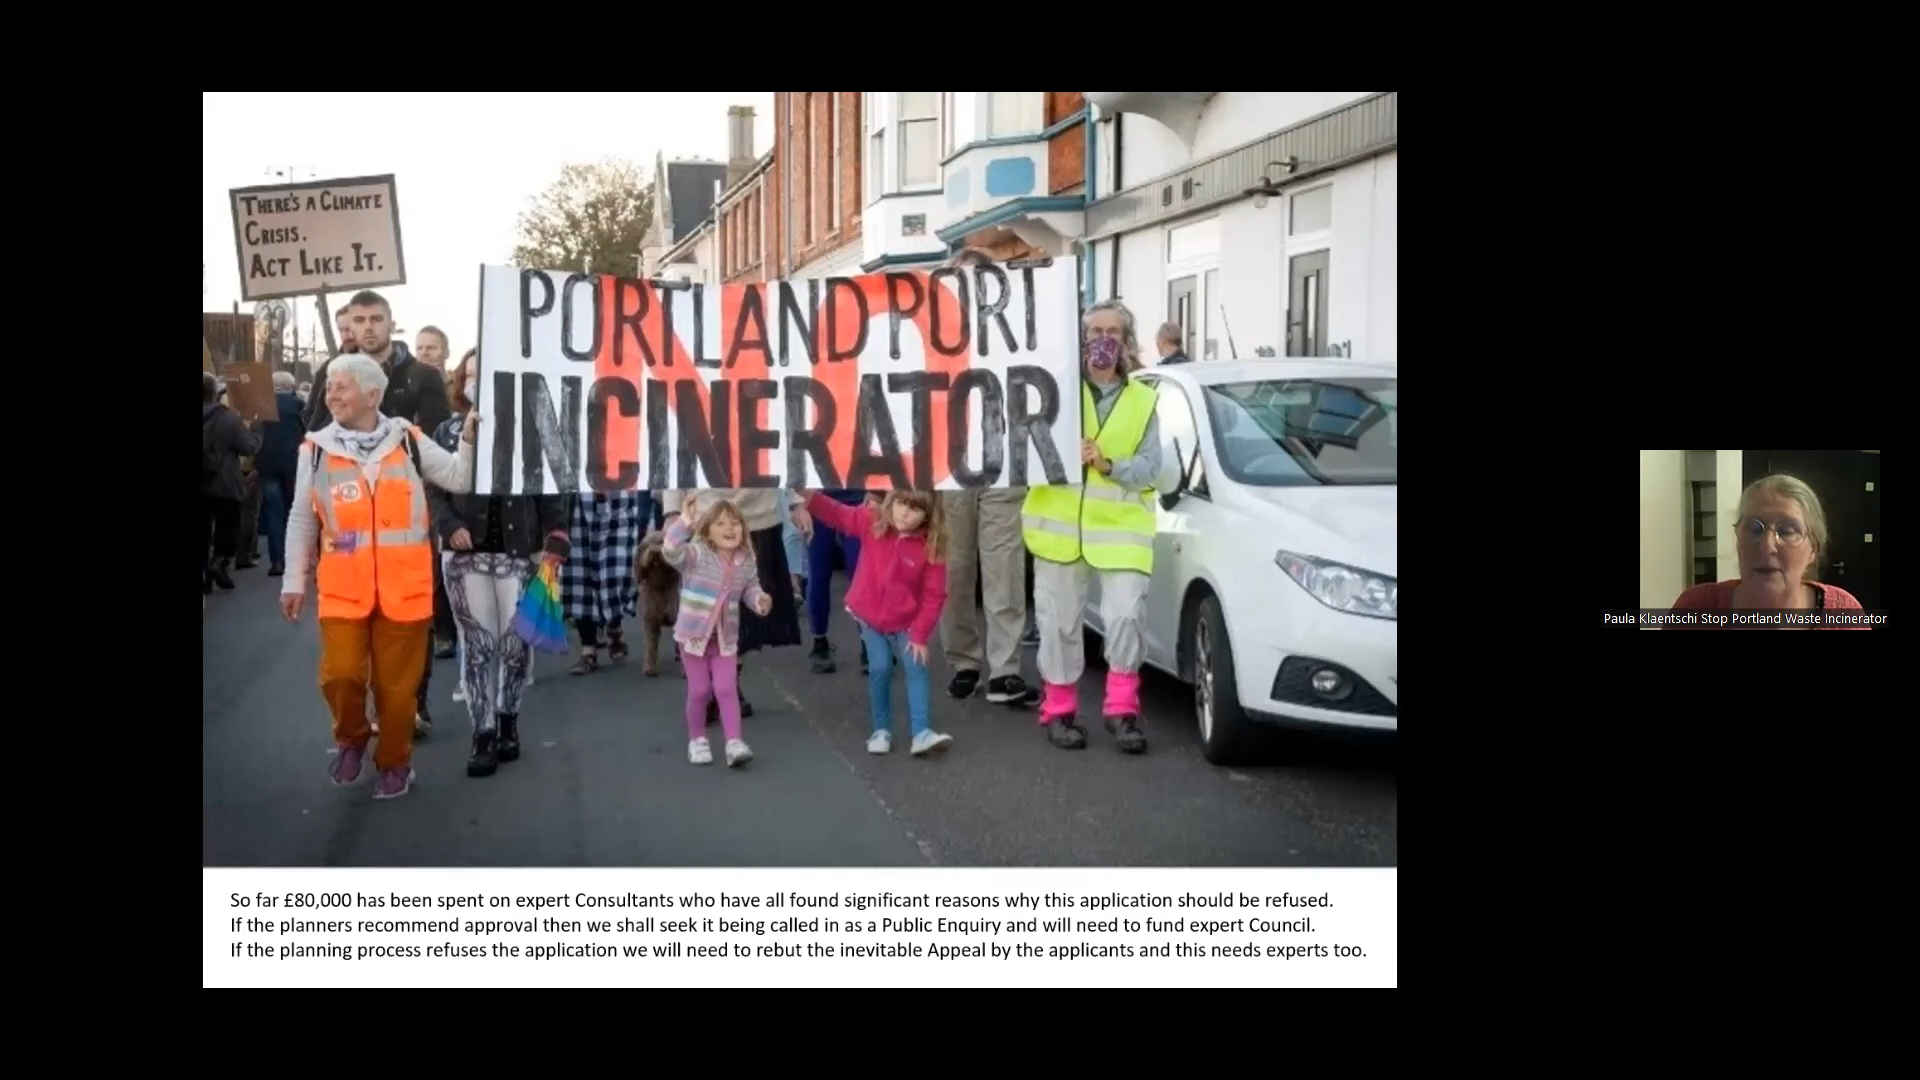 THERE'S A CLIMATE
CRISIS.
ACT LIKE IT.
NO
PORTLAND PORT
INCINERATOR
Paula Klaentschi Stop Portland Waste Incinerator
So far £80,000 has been spent on expert Consultants who have all found significant reasons why this application should be refused.
If the planners recommend approval then we shall seek it being called in as a Public Enquiry and will need to fund expert Council.
If the planning process refuses the application we will need to rebut the inevitable Appeal by the applicants and this needs experts too.